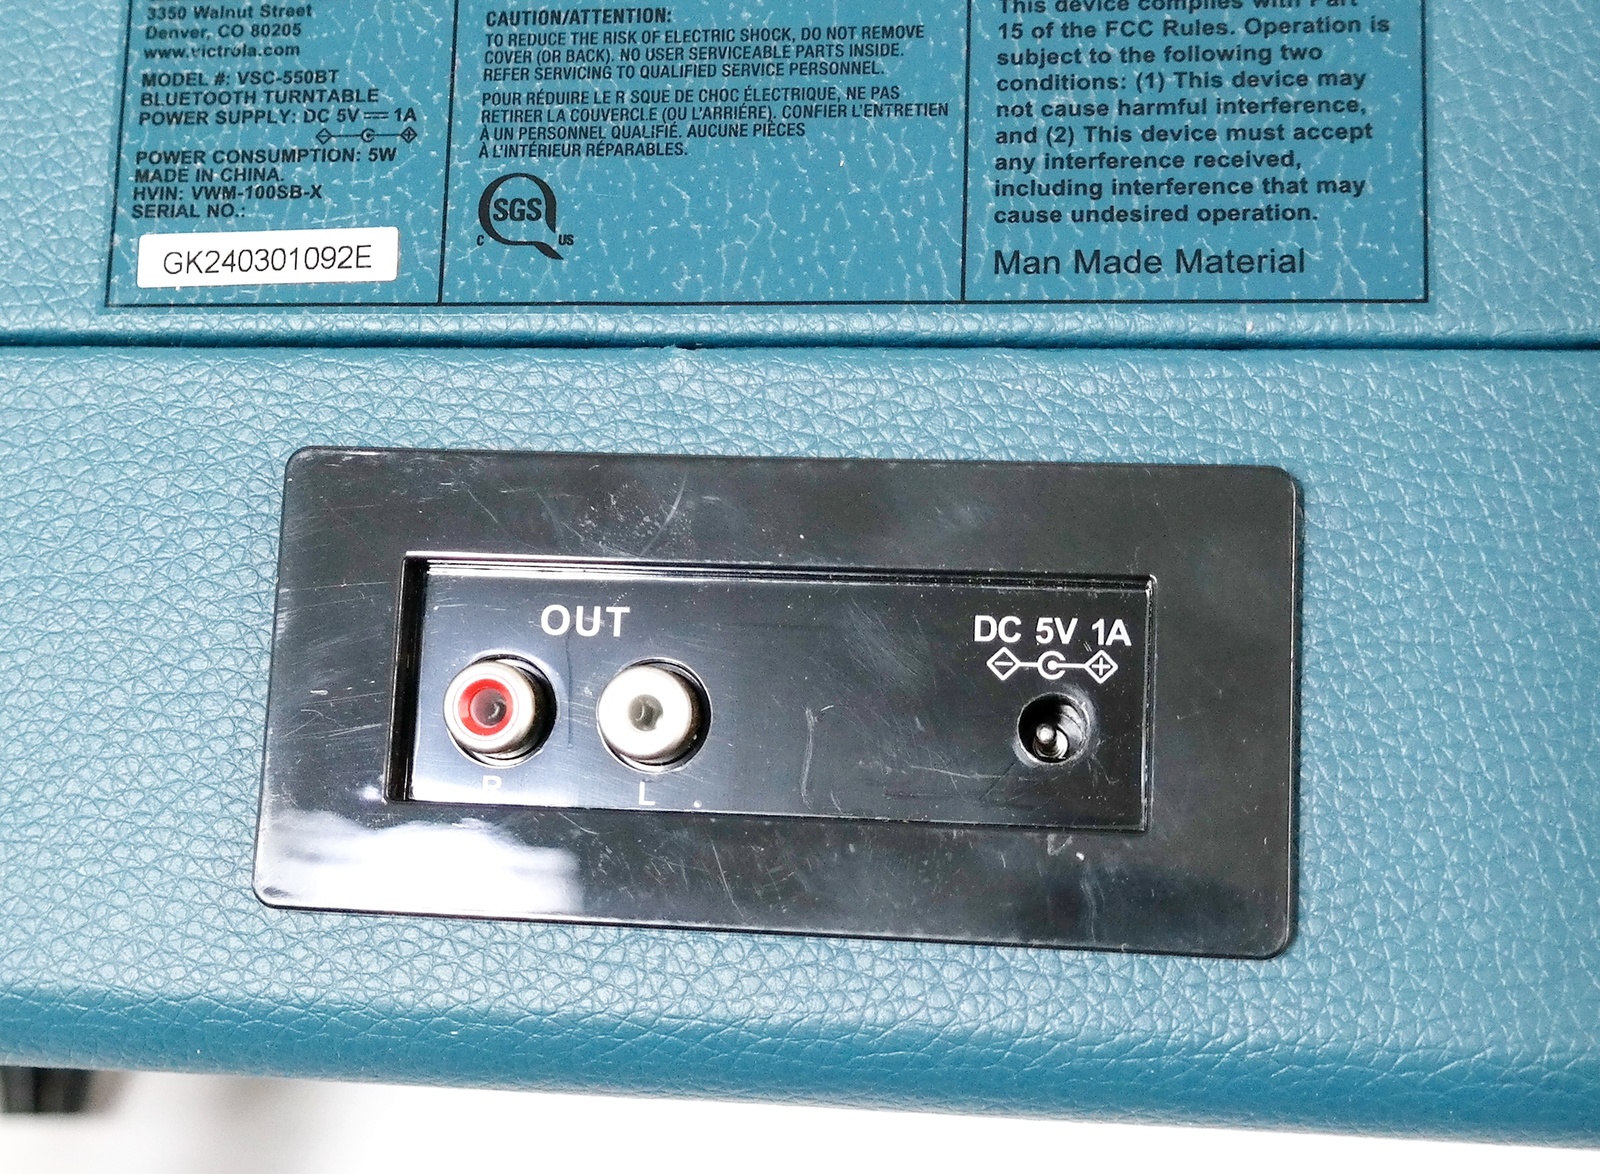 3350 Walnut Street
Denver, CO 80205
www.victrola.com
MODEL #: VSC-550BT
BLUETOOTH TURNTABLE
POWER SUPPLY: DC 5V 1A
POWER CONSUMPTION: 5W
MADE IN CHINA.
HVIN: VWM-100SB-X
SERIAL NO.:
GK240301092E
CAUTION/ATTENTION:
TO REDUCE THE RISK OF ELECTRIC SHOCK, DO NOT REMOVE
COVER (OR BACK). NO USER SERVICEABLE PARTS INSIDE.
REFER SERVICING TO QUALIFIED SERVICE PERSONNEL.
POUR RÉDUIRE LE R SQUE DE CHOC ÉLECTRIQUE, NE PAS
RETIRER LA COUVERCLE (OU L'ARRIÉRE). CONFIER L'ENTRETIEN
À UN PERSONNEL QUALIFIÉ. AUCUNE PIÈCES
À L'INTÉRIEUR RÉPARABLES.
SGS
C US
This device complies with Part
15 of the FCC Rules. Operation is
subject to the following two
conditions: (1) This device may
not cause harmful interference,
and (2) This device must accept
any interference received,
including interference that may
cause undesired operation.
Man Made Material
OUT
R L
DC 5V 1A